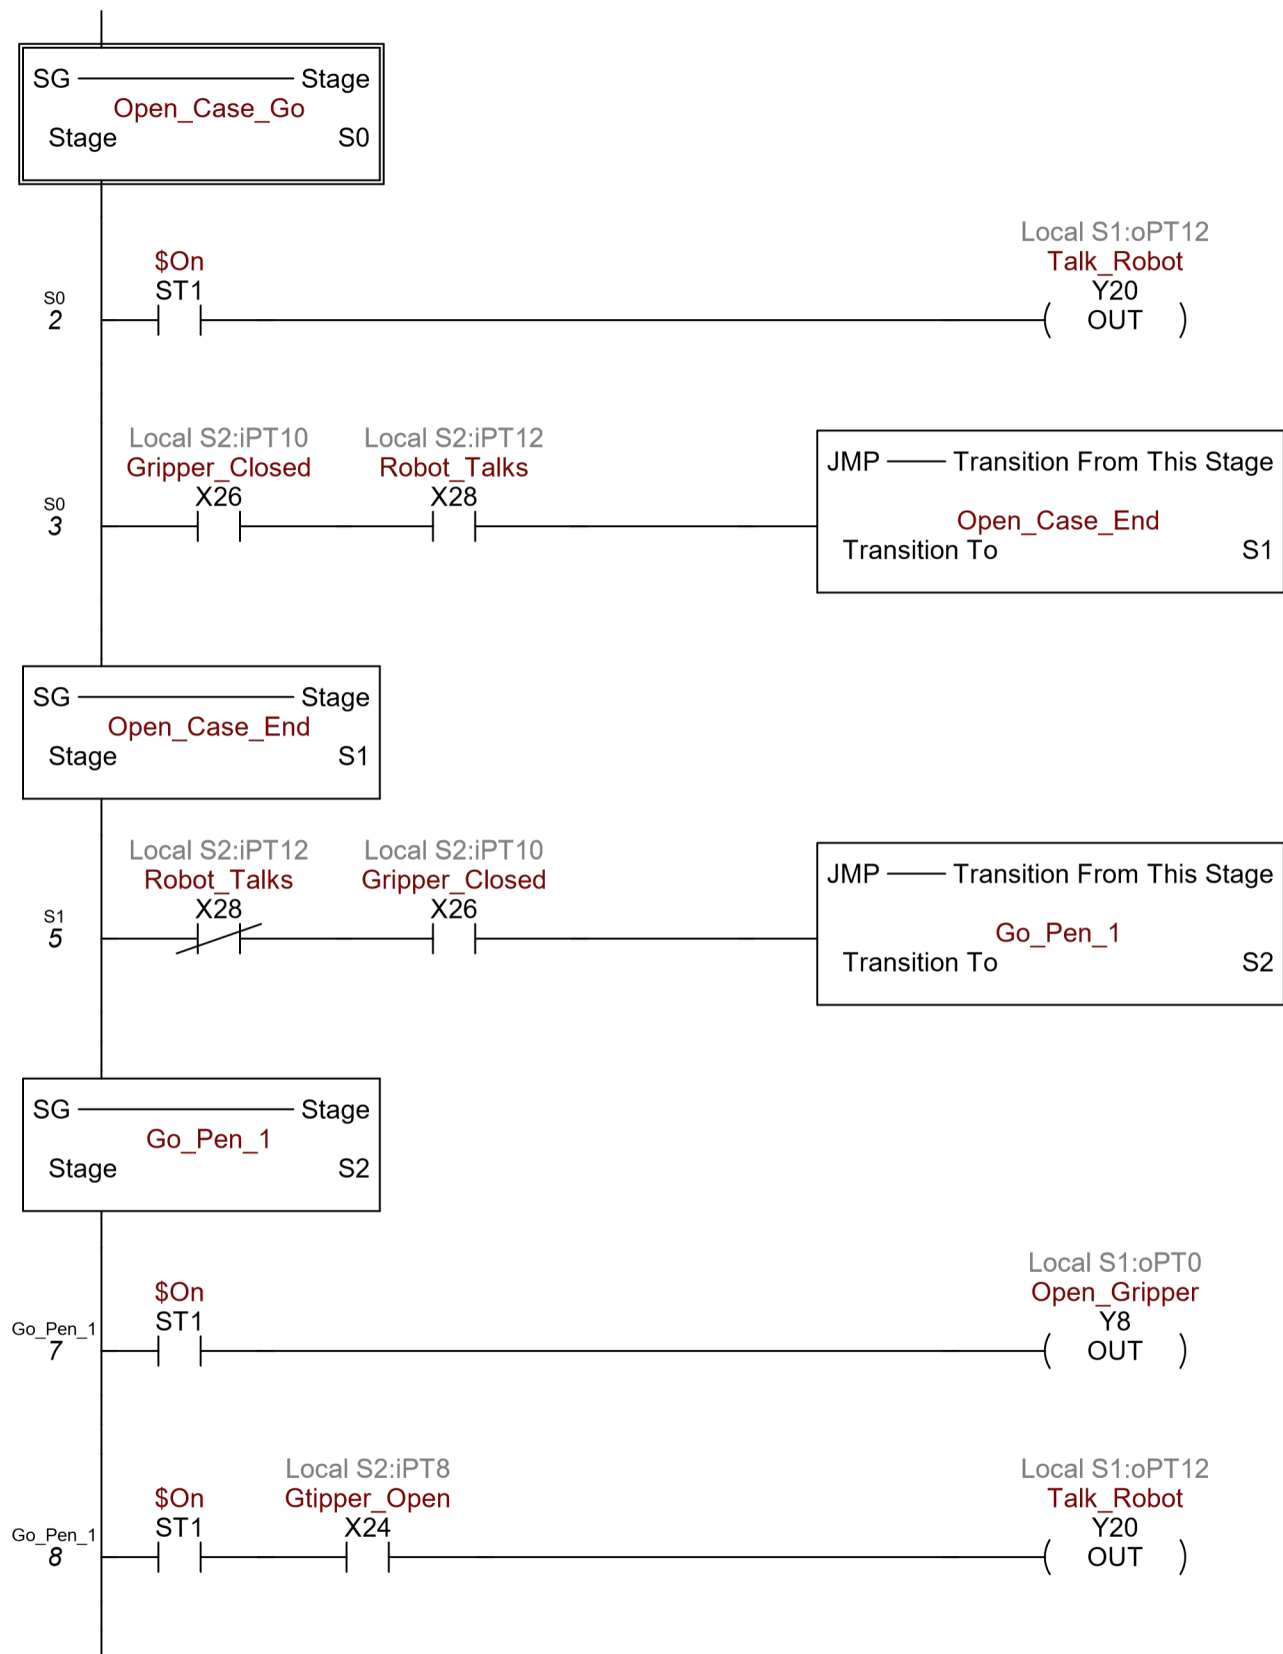 SG Stage
Open_Case_Go
Stage S0
Local S1:oPT12
$On Talk_Robot
ST1 Y20
S0
2
OUT
Local S2:iPT10 Local S2:iPT12
Gripper_Closed Robot_Talks
X26 X28
JMP Transition From This Stage
S0
3
Open_Case_End
Transition To S1
SG Stage
Open_Case_End
Stage S1
Local S2:iPT12 Local S2:iPT10
Robot_Talks Gripper_Closed
X28 X26
JMP Transition From This Stage
S1
5
Go_Pen_1
Transition To S2
SG Stage
Go_Pen_1
Stage S2
Local S1:oPT0
$On Open_Gripper
ST1 Y8
Go_Pen_1
7
OUT
Local S2:iPT8 Local S1:oPT12
$On Gtipper_Open Talk_Robot
ST1 X24 Y20
Go_Pen_1
8
OUT